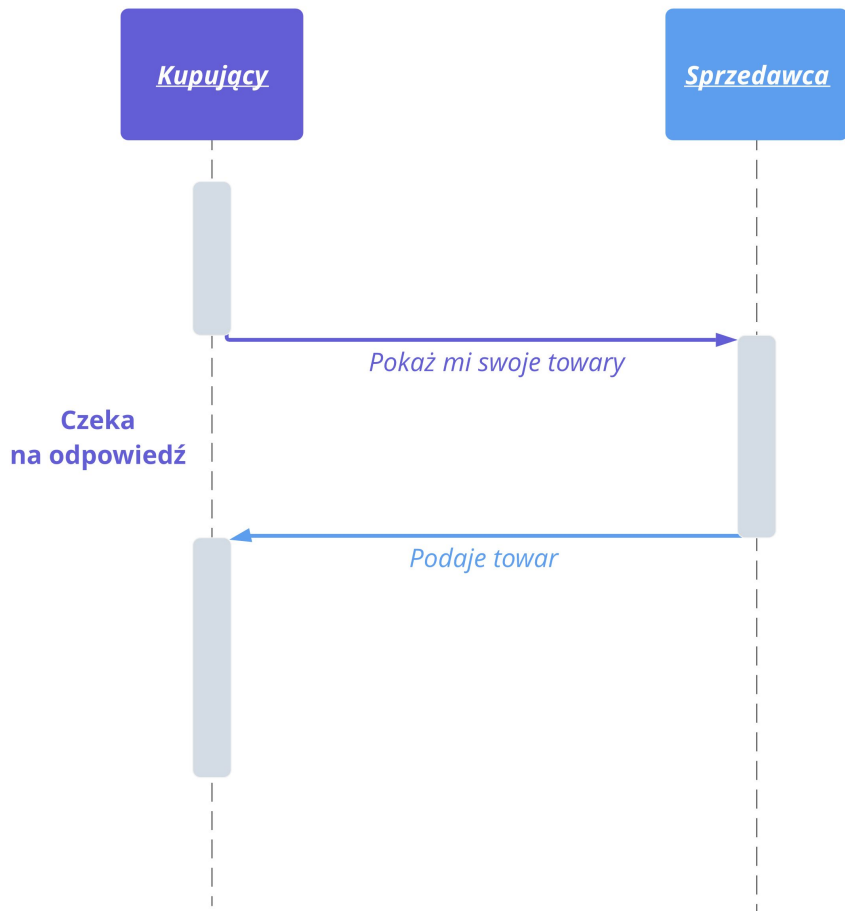 Kupujący
Sprzedawca
Pokaż mi swoje towary
Czeka
na odpowiedź
Podaje towar